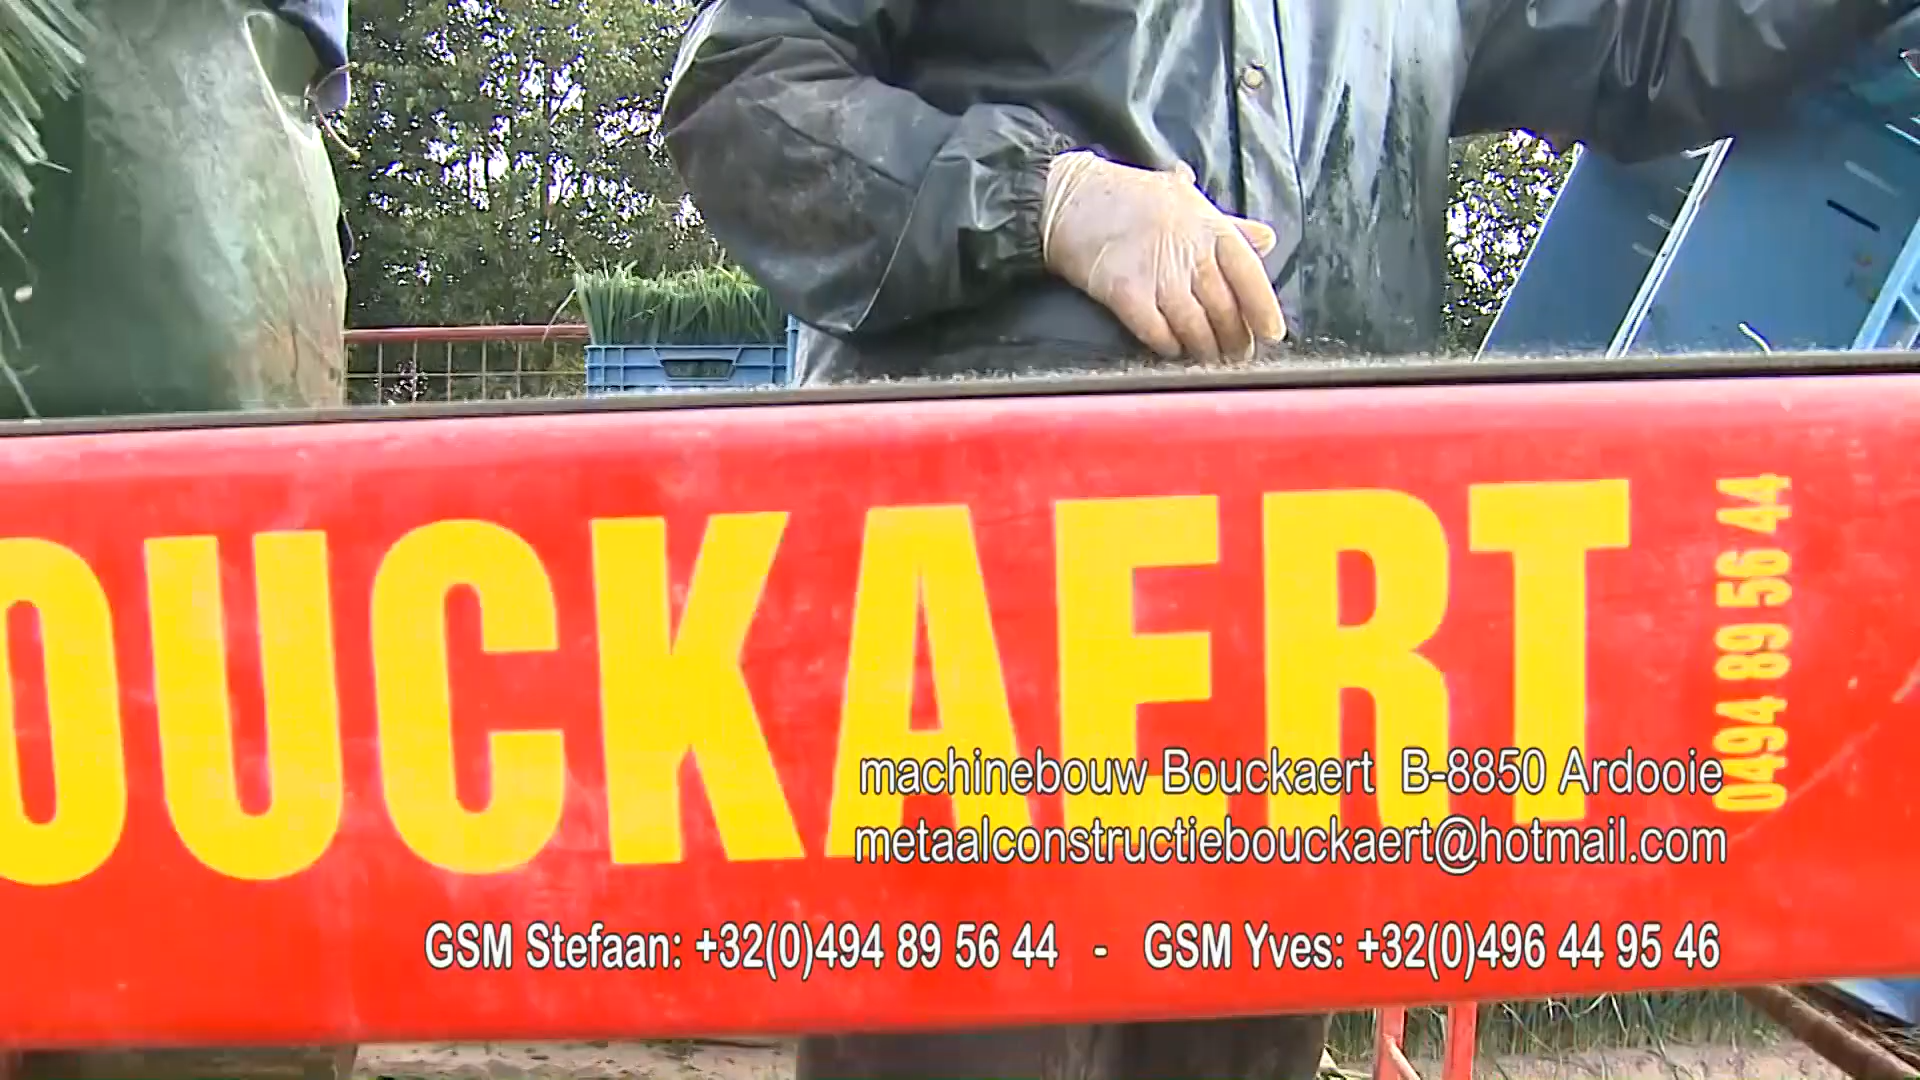 OUCKAERT
0494 89 56 44
machinebouw Bouckaert B-8850 Ardooie
metaalconstructiebouckaert@hotmail.com
GSM Stefaan: +32(0)494 89 56 44 - GSM Yves: +32(0)496 44 95 46